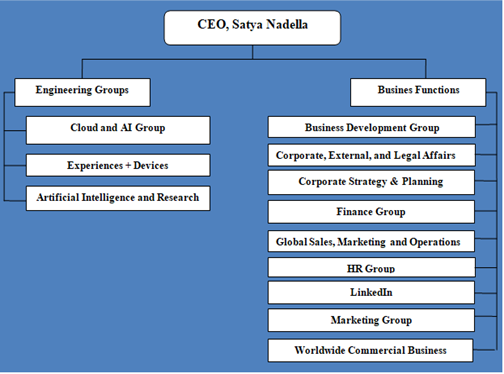 CEO, Satya Nadella
Engineering Groups
Cloud and AI Group
Experiences + Devices
Artificial Intelligence and Research
Busines Functions
Business Development Group
Corporate, External, and Legal Affairs
Corporate Strategy & Planning
Finance Group
Global Sales, Marketing and Operations
HR Group
LinkedIn
Marketing Group
Worldwide Commercial Business